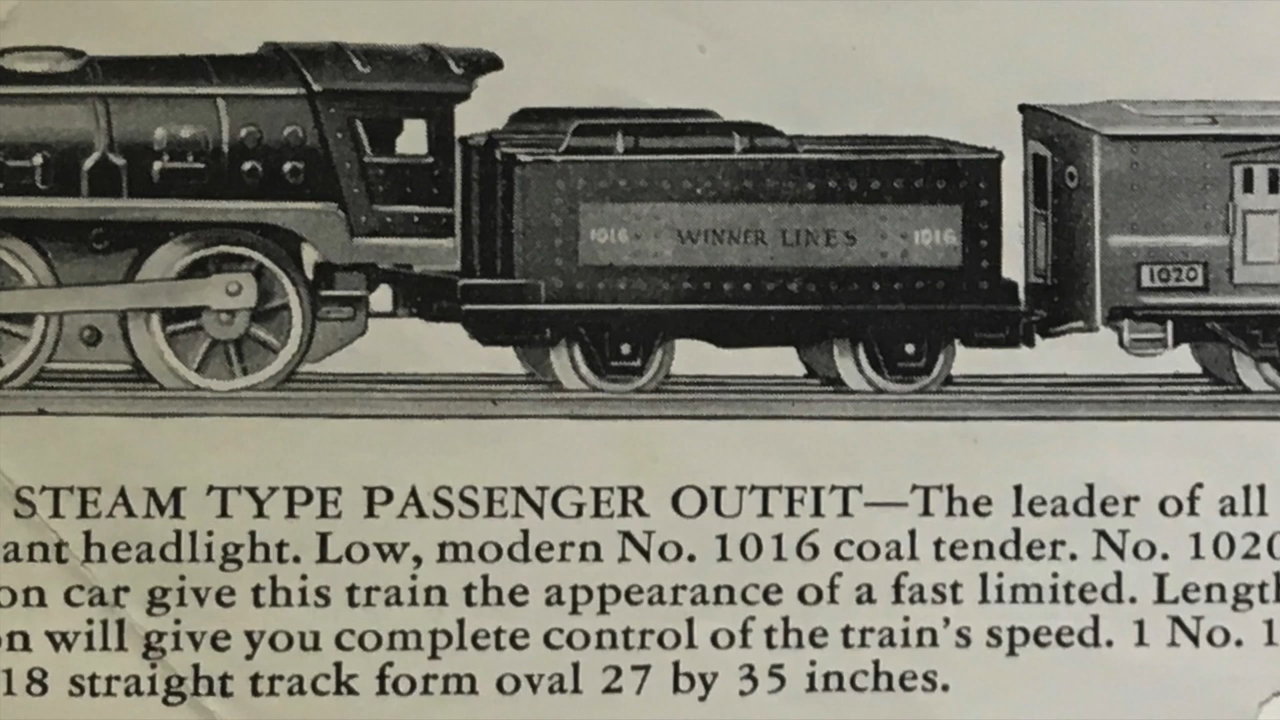 1016 WINNER LINES 1016
1020
STEAM TYPE PASSENGER OUTFIT—The leader of all
ant headlight. Low, modern No. 1016 coal tender. No. 1020
on car give this train the appearance of a fast limited. Length
on will give you complete control of the train's speed. 1 No. 1
18 straight track form oval 27 by 35 inches.